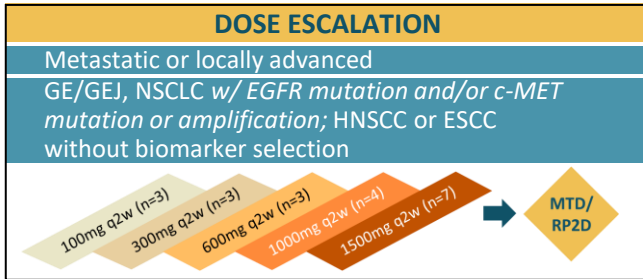 DOSE ESCALATION
Metastatic or locally advanced
GE/GEJ, NSCLC w/ EGFR mutation and/or c-MET
mutation or amplification; HNSCC or ESCC
without biomarker selection
100mg q2w (n=3)
300mg q2w (n=3)
600mg q2w (n=3)
1000mg q2w (n=4)
1500mg q2w (n=7)
MTD/
RP2D